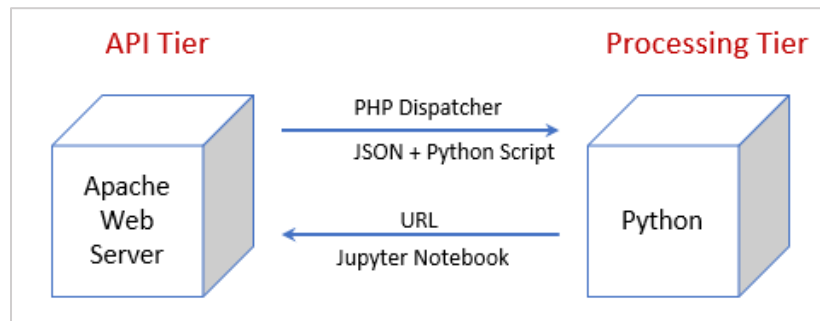 API Tier
Processing Tier
PHP Dispatcher
JSON + Python Script
Apache
Web
Server
URL
Jupyter Notebook
Python